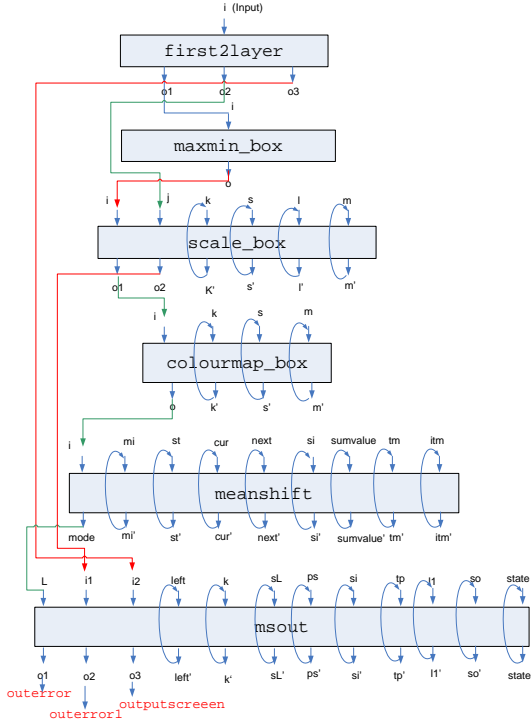 i (Input)
first2layer
o1 o2 o3
i
maxmin_box
o
i j k s l m
scale_box
o1 o2 K' s' l' m'
i k s m
colourmap_box
o k' s' m'
i mi st cur next si sumvalue tm itm
meanshift
mode mi' st' cur' next' si' sumvalue' tm' itm'
L i1 i2 left k sL ps si tp l1 so state
msout
o1 o2 o3 left' k' sL' ps' si' tp' l1' so' state
outerror outputscreeen
outerror1